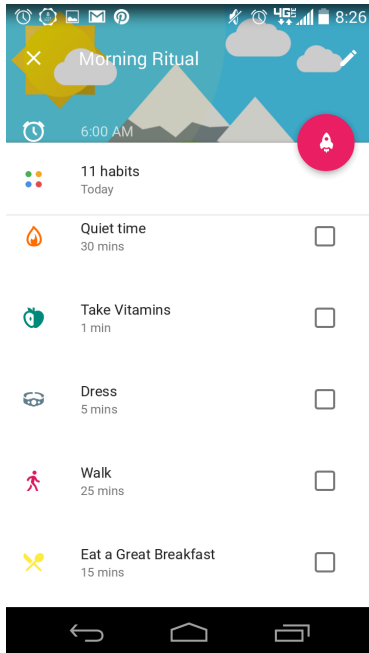 4GE 8:26
Morning Ritual
6:00 AM
11 habits
Today
Quiet time
30 mins
Take Vitamins
1 min
Dress
5 mins
Walk
25 mins
Eat a Great Breakfast
15 mins